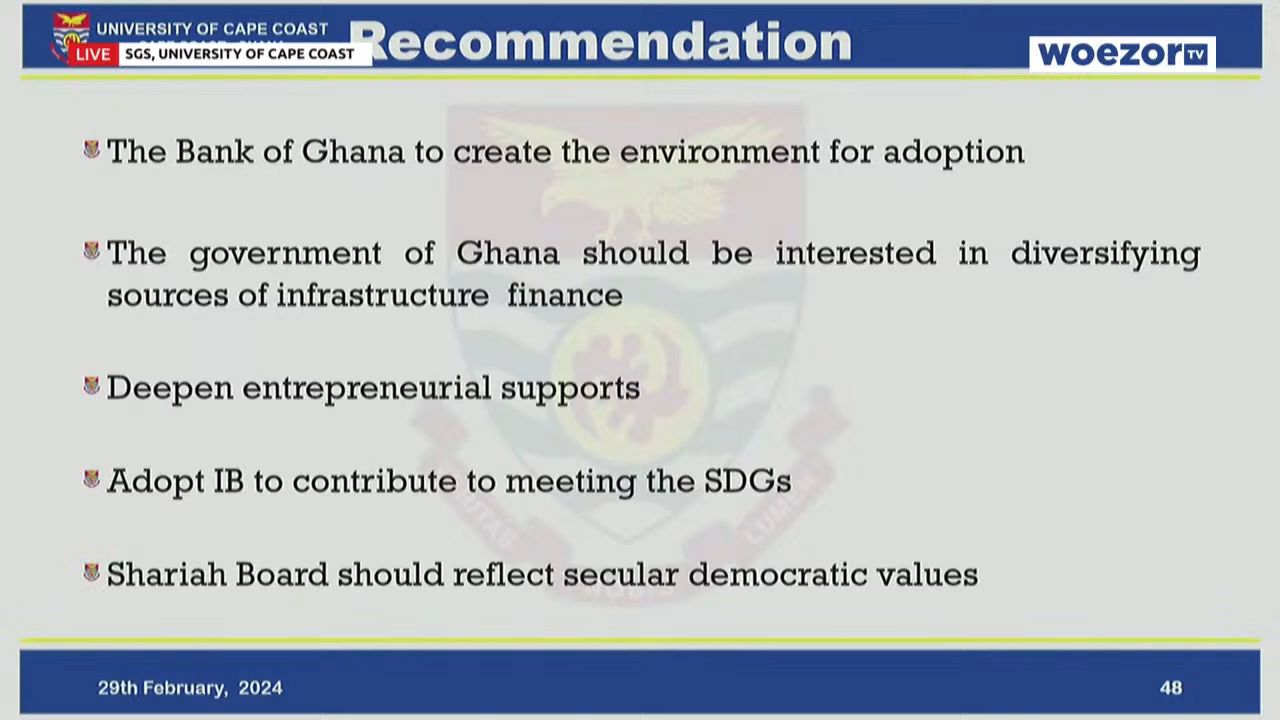 UNIVERSITY OF CAPE COAST
Recommendation
LIVE SGS, UNIVERSITY OF CAPE COAST
woezor TV
The Bank of Ghana to create the environment for adoption
The government of Ghana should be interested in diversifying
sources of infrastructure finance
Deepen entrepreneurial supports
Adopt IB to contribute to meeting the SDGs
Shariah Board should reflect secular democratic values
LUMEN
29th February, 2024
48